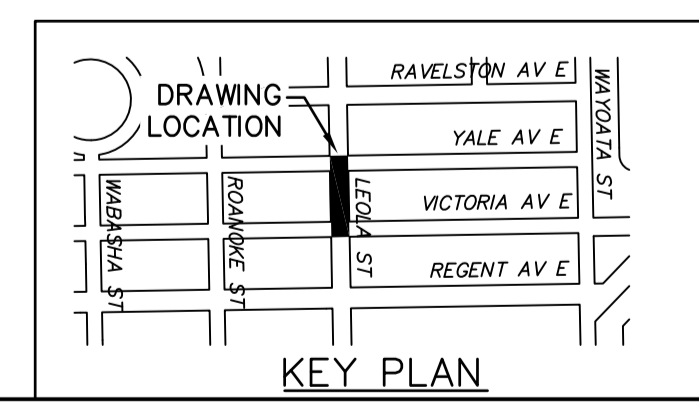 RAVELSTON AV E
DRAWING
LOCATION
WAYOATA ST
YALE AV E
WABASHA ST
ROANOKE ST
LEOLA ST
VICTORIA AV E
REGENT AV E
KEY PLAN